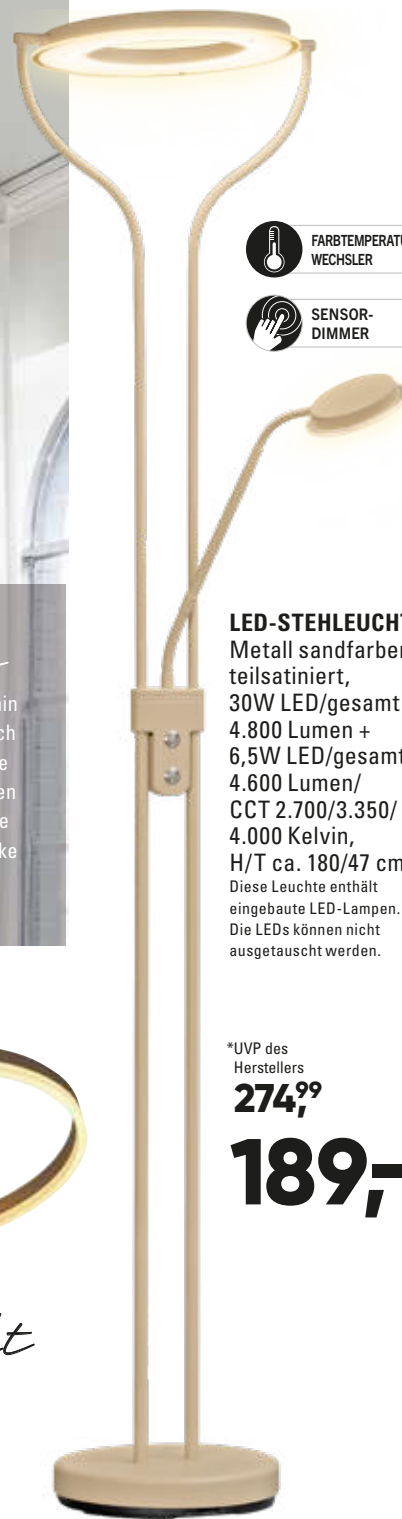 FARBTEMPERATU
WECHSLER
SENSOR-
DIMMER
LED-STEHLEUCHT
Metall sandfarben
teilsatiniert,
30W LED/gesamt
4.800 Lumen +
6,5W LED/gesamt
4.600 Lumen/
CCT 2.700/3.350/
4.000 Kelvin,
H/T ca. 180/47 cm
Diese Leuchte enthält
eingebaute LED-Lampen.
Die LEDs können nicht
ausgetauscht werden.
*UVP des
Herstellers
274,99
189,-